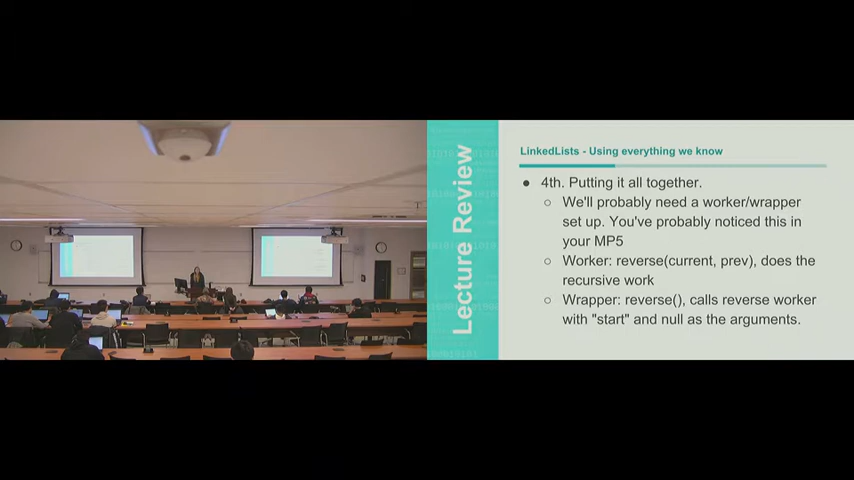 Lecture Review
LinkedLists - Using everything we know
● 4th. Putting it all together.
○ We'll probably need a worker/wrapper
set up. You've probably noticed this in
your MP5
○ Worker: reverse(current, prev), does the
recursive work
○ Wrapper: reverse(), calls reverse worker
with "start" and null as the arguments.